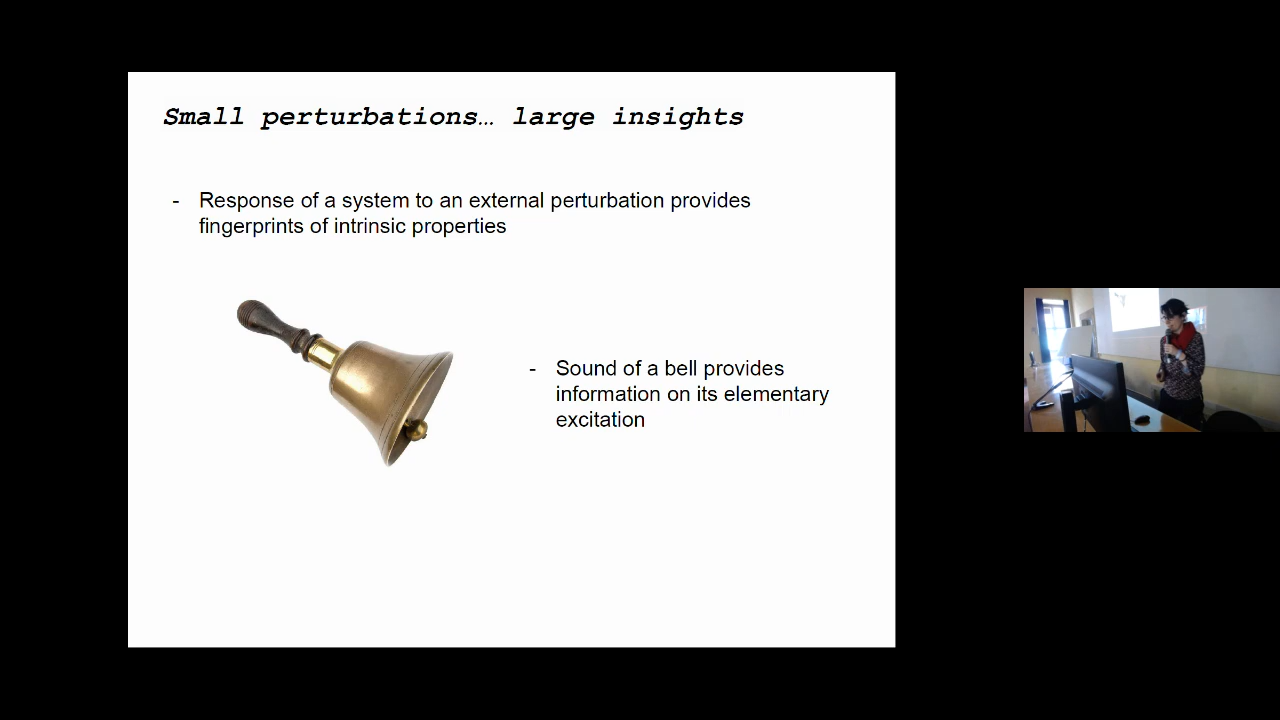 Small perturbations… large insights
- Response of a system to an external perturbation provides
fingerprints of intrinsic properties
- Sound of a bell provides
information on its elementary
excitation